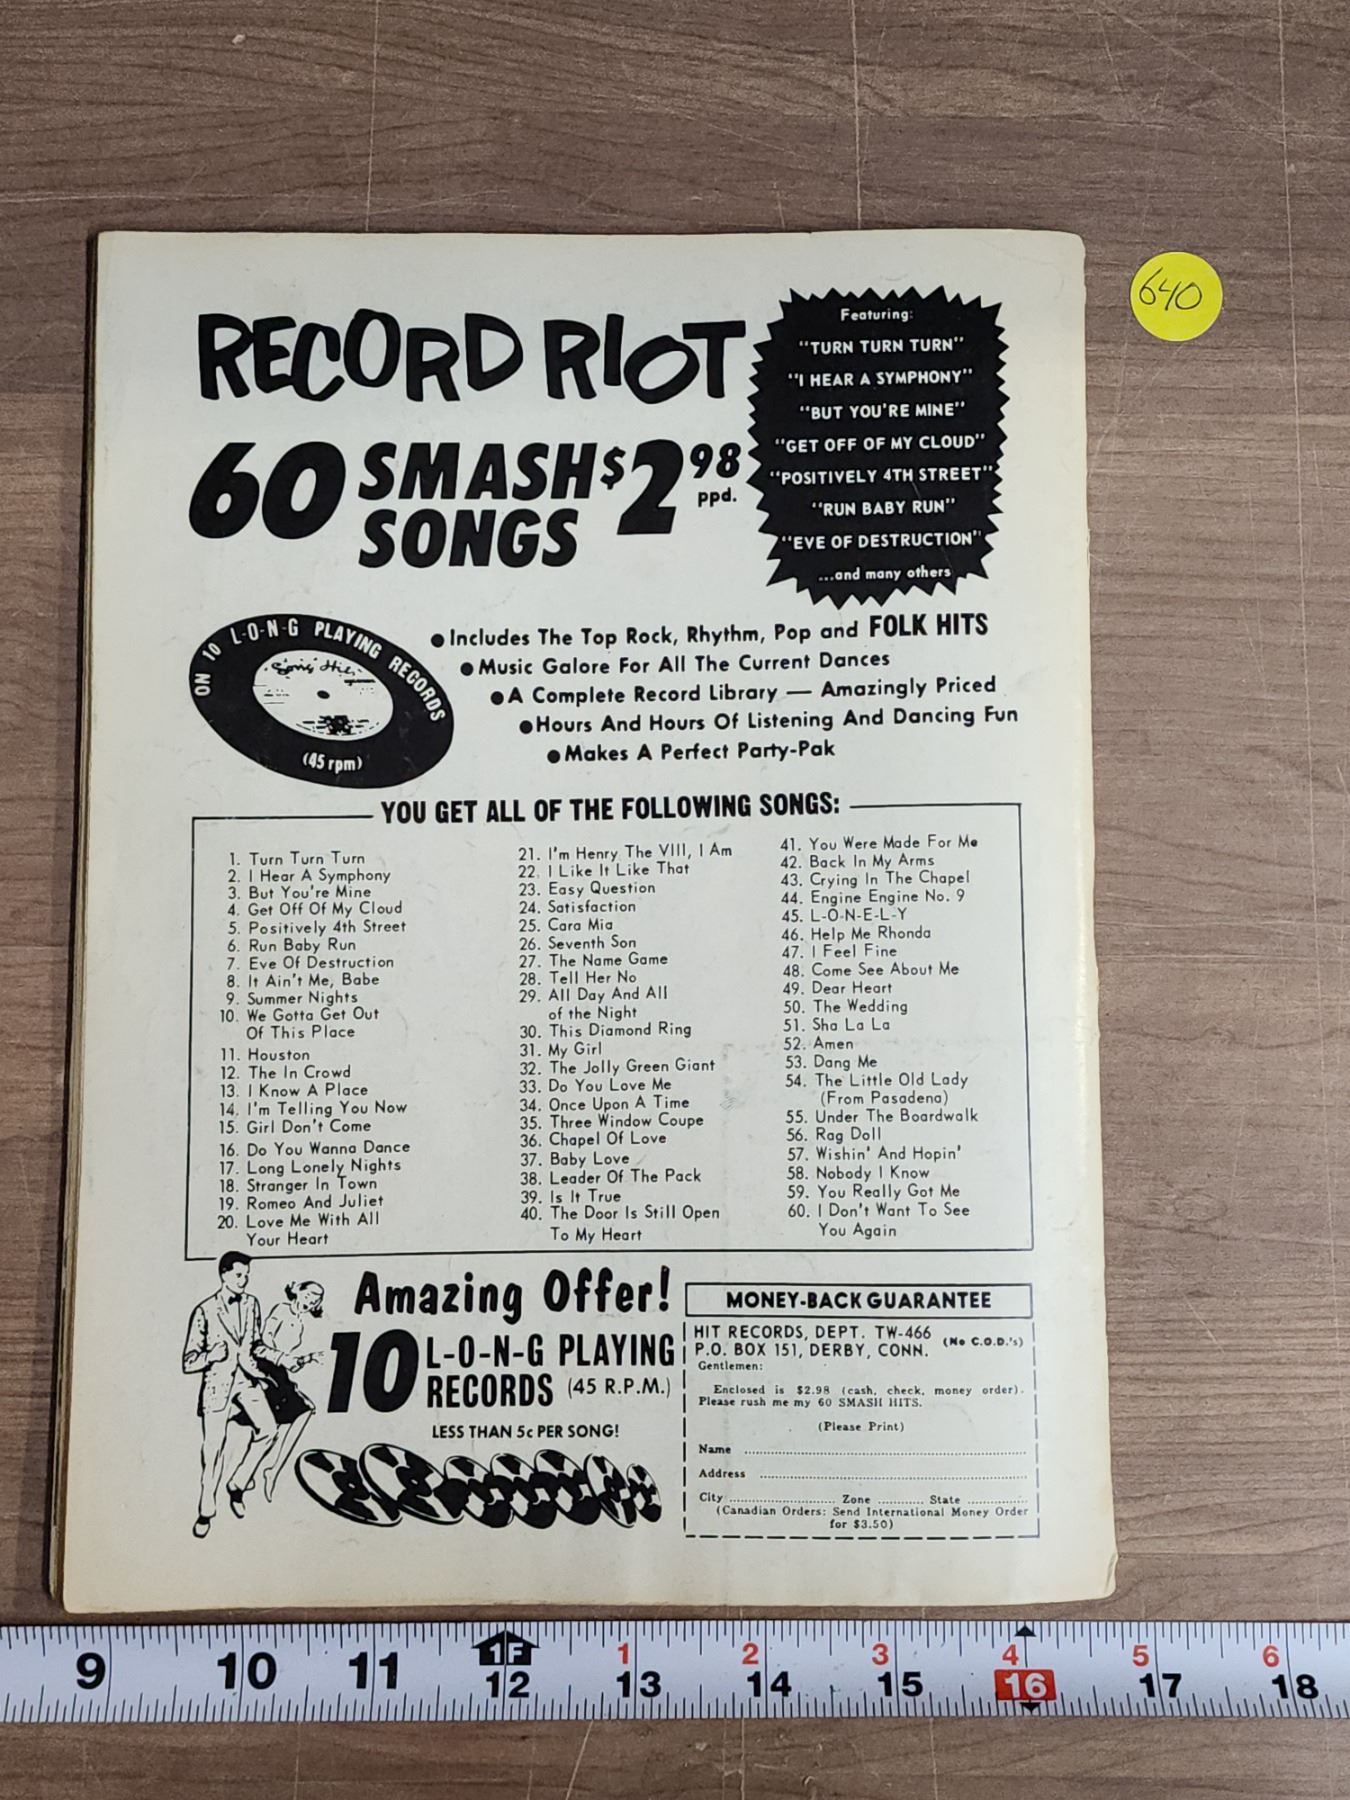 640
RECORD RIOT
60 SMASH SONGS $2.98 ppd.
Featuring:
"TURN TURN TURN"
"I HEAR A SYMPHONY"
"BUT YOU'RE MINE"
"GET OFF OF MY CLOUD"
"POSITIVELY 4TH STREET"
"RUN BABY RUN"
"EVE OF DESTRUCTION"
...and many others
ON 10 L-O-N-G PLAYING RECORDS
Song Hits
(45 rpm)
● Includes The Top Rock, Rhythm, Pop and FOLK HITS
● Music Galore For All The Current Dances
● A Complete Record Library — Amazingly Priced
● Hours And Hours Of Listening And Dancing Fun
● Makes A Perfect Party-Pak
YOU GET ALL OF THE FOLLOWING SONGS:
1. Turn Turn Turn
2. I Hear A Symphony
3. But You're Mine
4. Get Off Of My Cloud
5. Positively 4th Street
6. Run Baby Run
7. Eve Of Destruction
8. It Ain't Me, Babe
9. Summer Nights
10. We Gotta Get Out
Of This Place
11. Houston
12. The In Crowd
13. I Know A Place
14. I'm Telling You Now
15. Girl Don't Come
16. Do You Wanna Dance
17. Long Lonely Nights
18. Stranger In Town
19. Romeo And Juliet
20. Love Me With All
Your Heart
21. I'm Henry The VIII, I Am
22. I Like It Like That
23. Easy Question
24. Satisfaction
25. Cara Mia
26. Seventh Son
27. The Name Game
28. Tell Her No
29. All Day And All
of the Night
30. This Diamond Ring
31. My Girl
32. The Jolly Green Giant
33. Do You Love Me
34. Once Upon A Time
35. Three Window Coupe
36. Chapel Of Love
37. Baby Love
38. Leader Of The Pack
39. Is It True
40. The Door Is Still Open
To My Heart
41. You Were Made For Me
42. Back In My Arms
43. Crying In The Chapel
44. Engine Engine No. 9
45. L-O-N-E-L-Y
46. Help Me Rhonda
47. I Feel Fine
48. Come See About Me
49. Dear Heart
50. The Wedding
51. Sha La La
52. Amen
53. Dang Me
54. The Little Old Lady
(From Pasadena)
55. Under The Boardwalk
56. Rag Doll
57. Wishin' And Hopin'
58. Nobody I Know
59. You Really Got Me
60. I Don't Want To See
You Again
Amazing Offer!
10 L-O-N-G PLAYING
RECORDS (45 R.P.M.)
LESS THAN 5c PER SONG!
MONEY-BACK GUARANTEE
HIT RECORDS, DEPT. TW-466
P.O. BOX 151, DERBY, CONN. (No C.O.D.'s)
Gentlemen:
Enclosed is $2.98 (cash, check, money order).
Please rush me my 60 SMASH HITS.
(Please Print)
Name
Address
City Zone State
(Canadian Orders: Send International Money Order
for $3.50)
1F 1 2 3 4 5 6
9 10 11 12 13 14 15 16 17 18